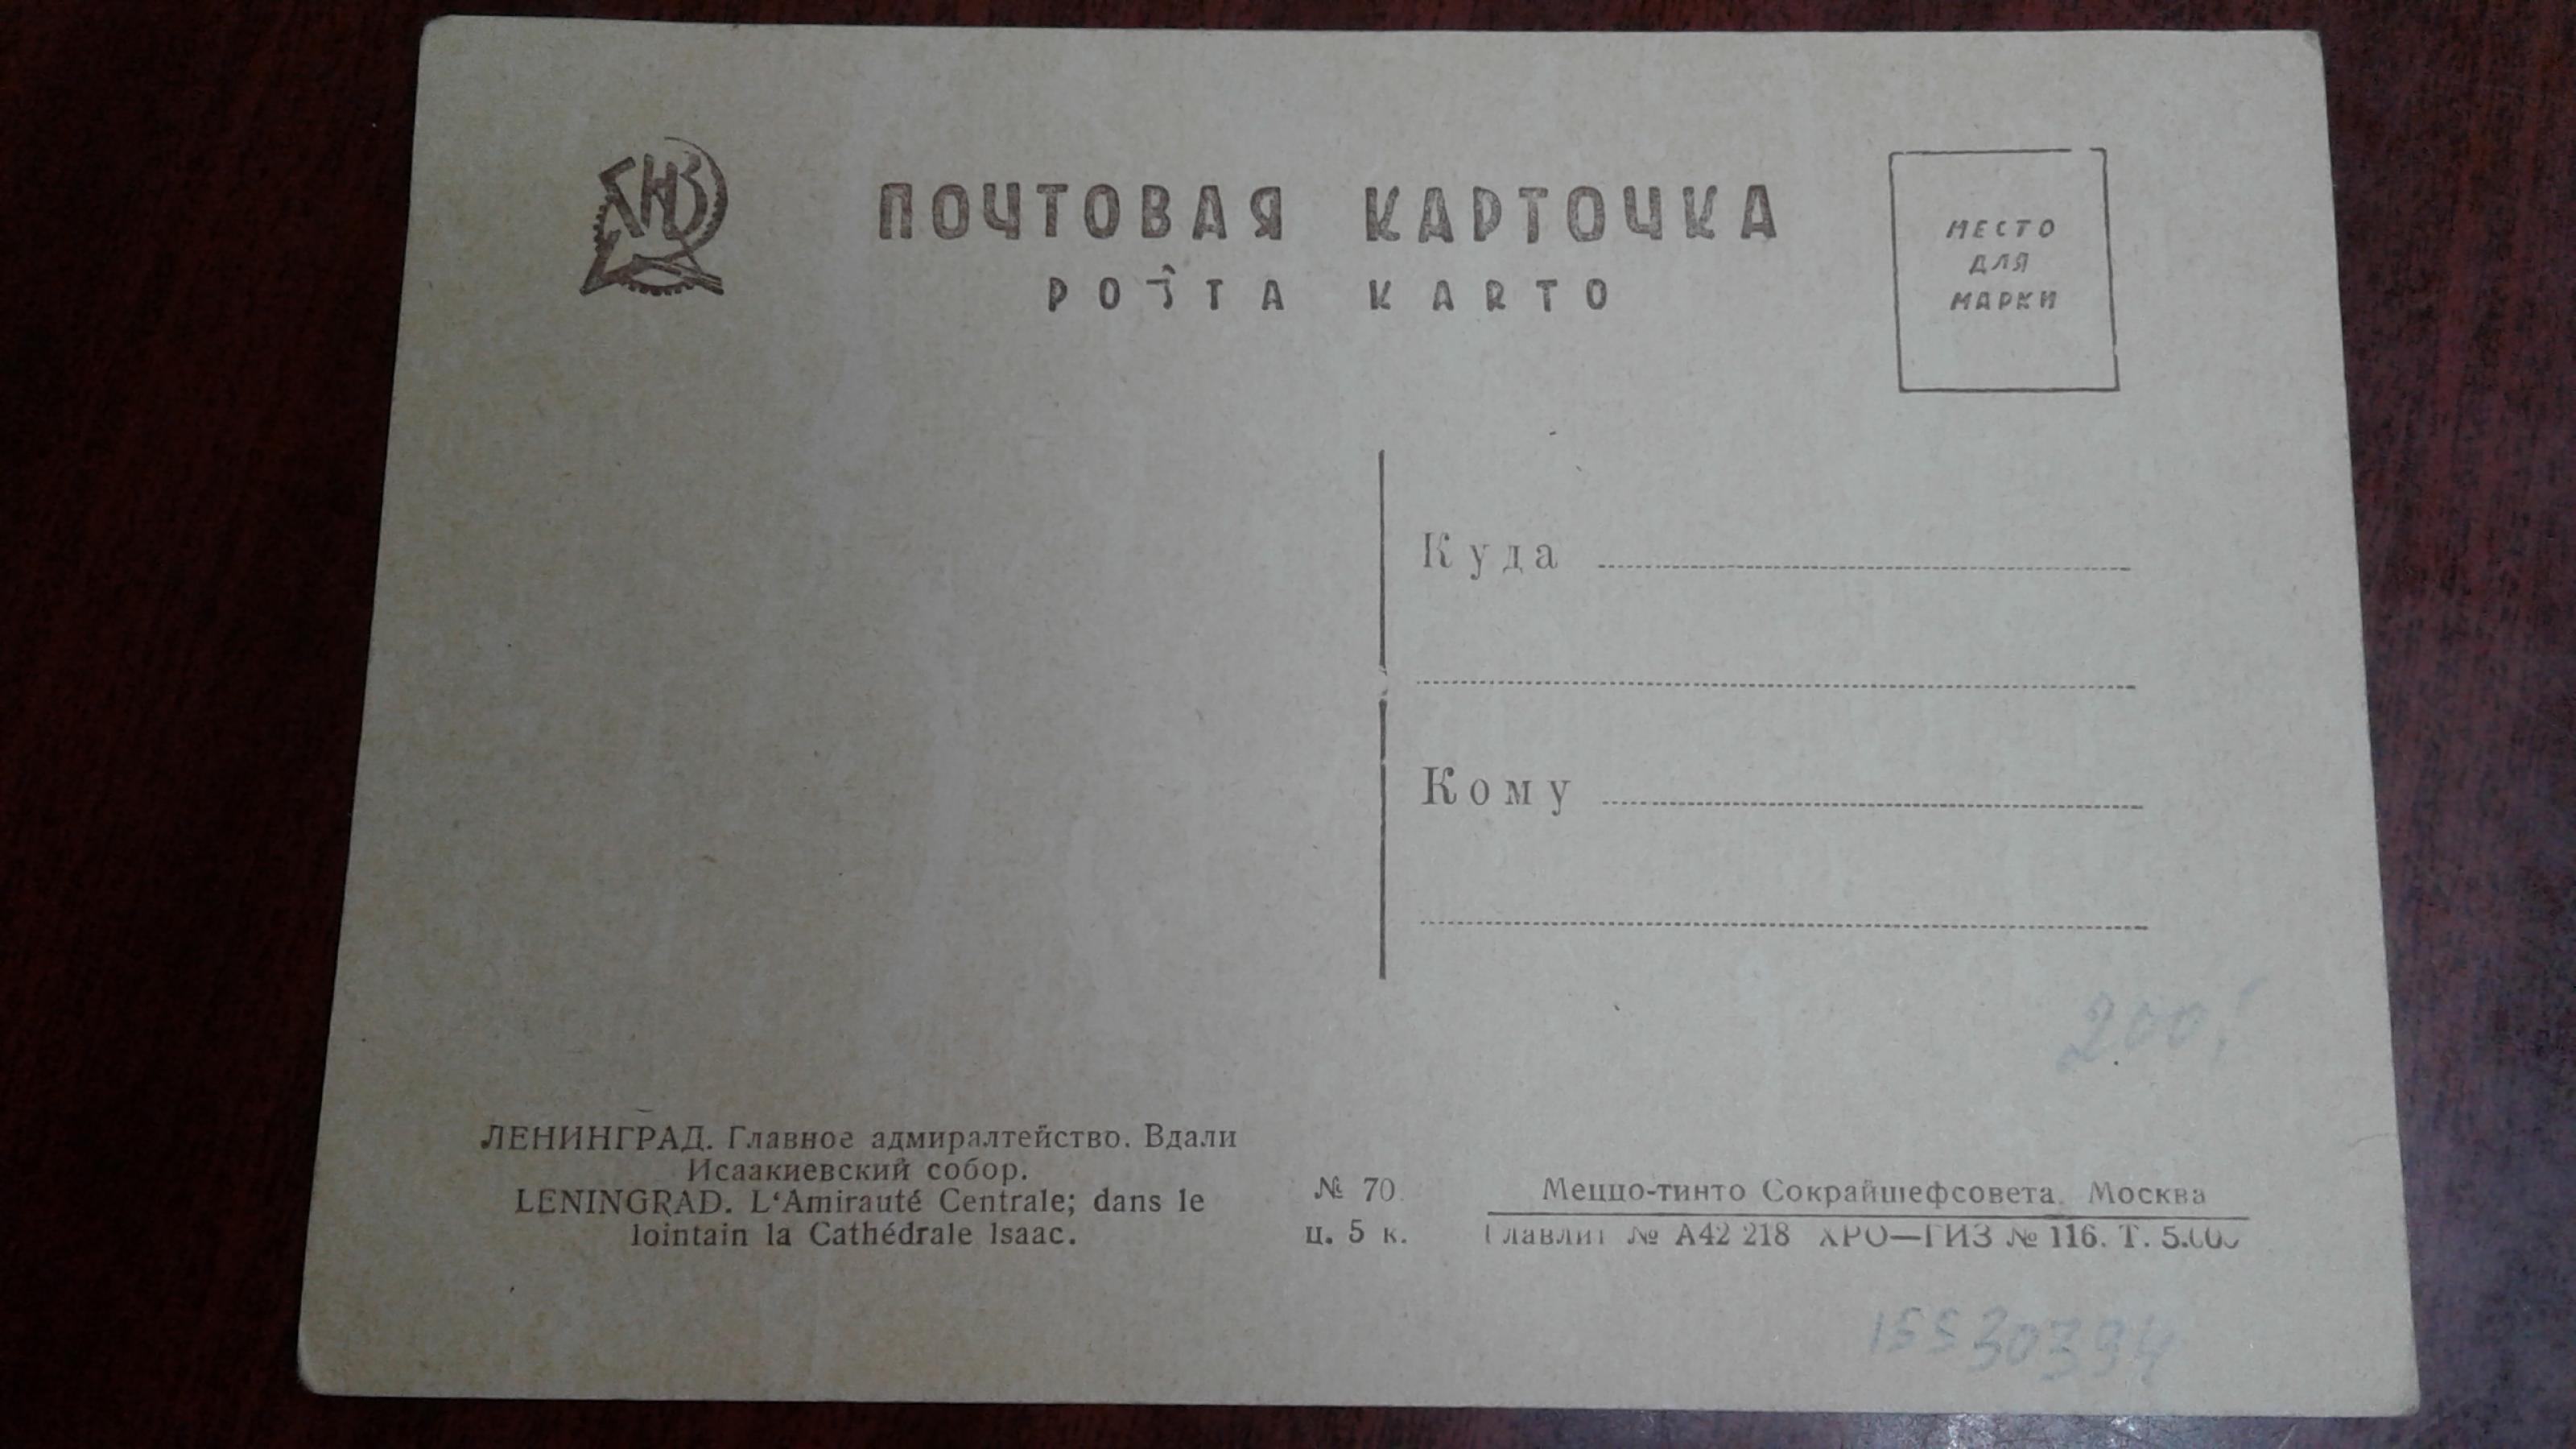 ГИЗ
ПОЧТОВАЯ КАРТОЧКА
POŜTA KARTO
МЕСТО
ДЛЯ
МАРКИ
Куда
Кому
200
ЛЕНИНГРАД. Главное адмиралтейство. Вдали
Исаакиевский собор.
LENINGRAD. L‘Amirauté Centrale; dans le
lointain la Cathédrale Isaac.
№ 70
ц. 5 к.
Меццо-тинто Сокрайшефсовета. Москва
Главлит № А42 218 ХРО—ГИЗ № 116. Т. 5.000
15530394